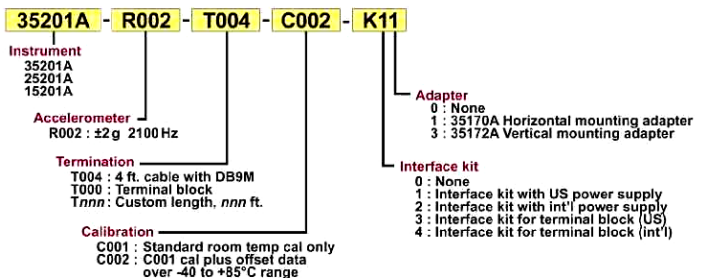 35201A - R002 - T004 - C002 - K11
Instrument
35201A
25201A
15201A
Accelerometer
R002 : ±2g 2100Hz
Termination
T004 : 4 ft. cable with DB9M
T000 : Terminal block
Tnnn : Custom length, nnn ft.
Calibration
C001 : Standard room temp cal only
C002 : C001 cal plus offset data
over -40 to +85°C range
Adapter
0 : None
1 : 35170A Horizontal mounting adapter
3 : 35172A Vertical mounting adapter
Interface kit
0 : None
1 : Interface kit with US power supply
2 : Interface kit with int'l power supply
3 : Interface kit for terminal block (US)
4 : Interface kit for terminal block (int'l)